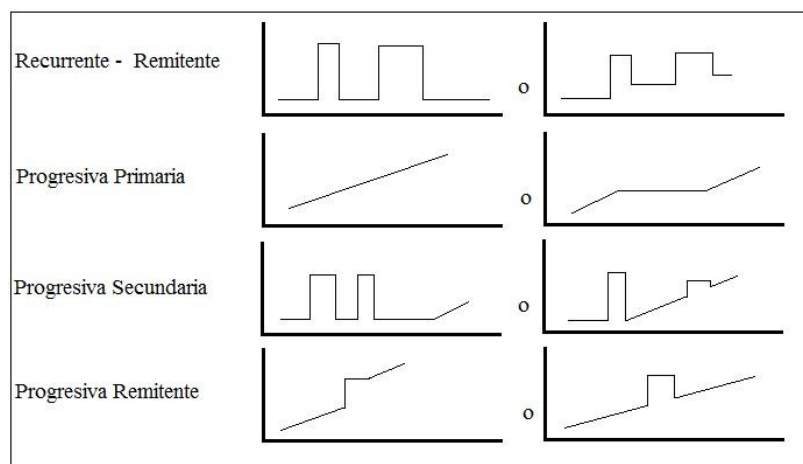 Recurrente - Remitente
o
Progresiva Primaria
o
Progresiva Secundaria
o
Progresiva Remitente
o